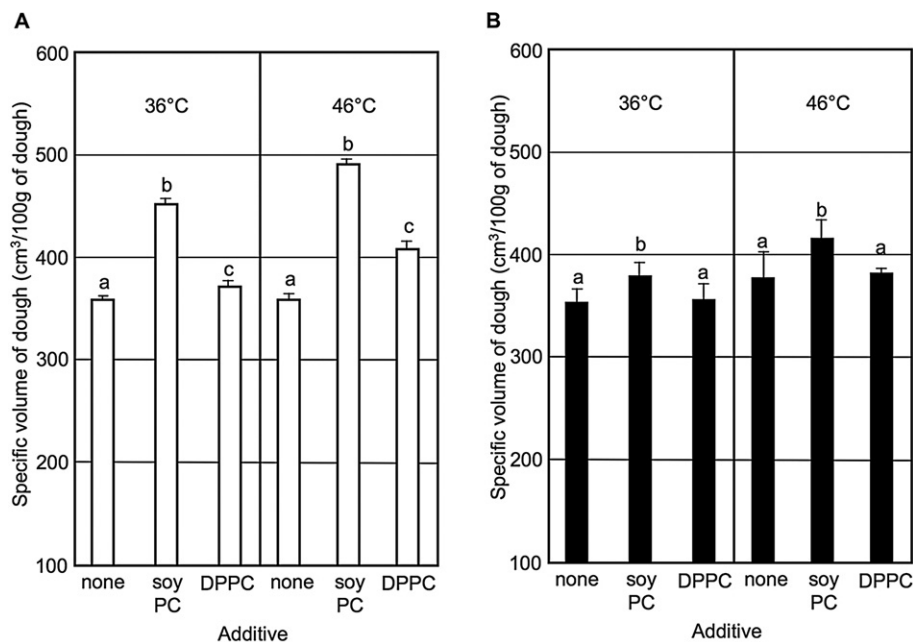 A
Specific volume of dough (cm³/100g of dough)
600
500
400
300
200
100
36°C
46°C
a
b
c
a
b
c
none
soy
PC
DPPC
none
soy
PC
DPPC
Additive
B
Specific volume of dough (cm³/100g of dough)
600
500
400
300
200
100
36°C
46°C
a
b
a
a
b
a
none
soy
PC
DPPC
none
soy
PC
DPPC
Additive